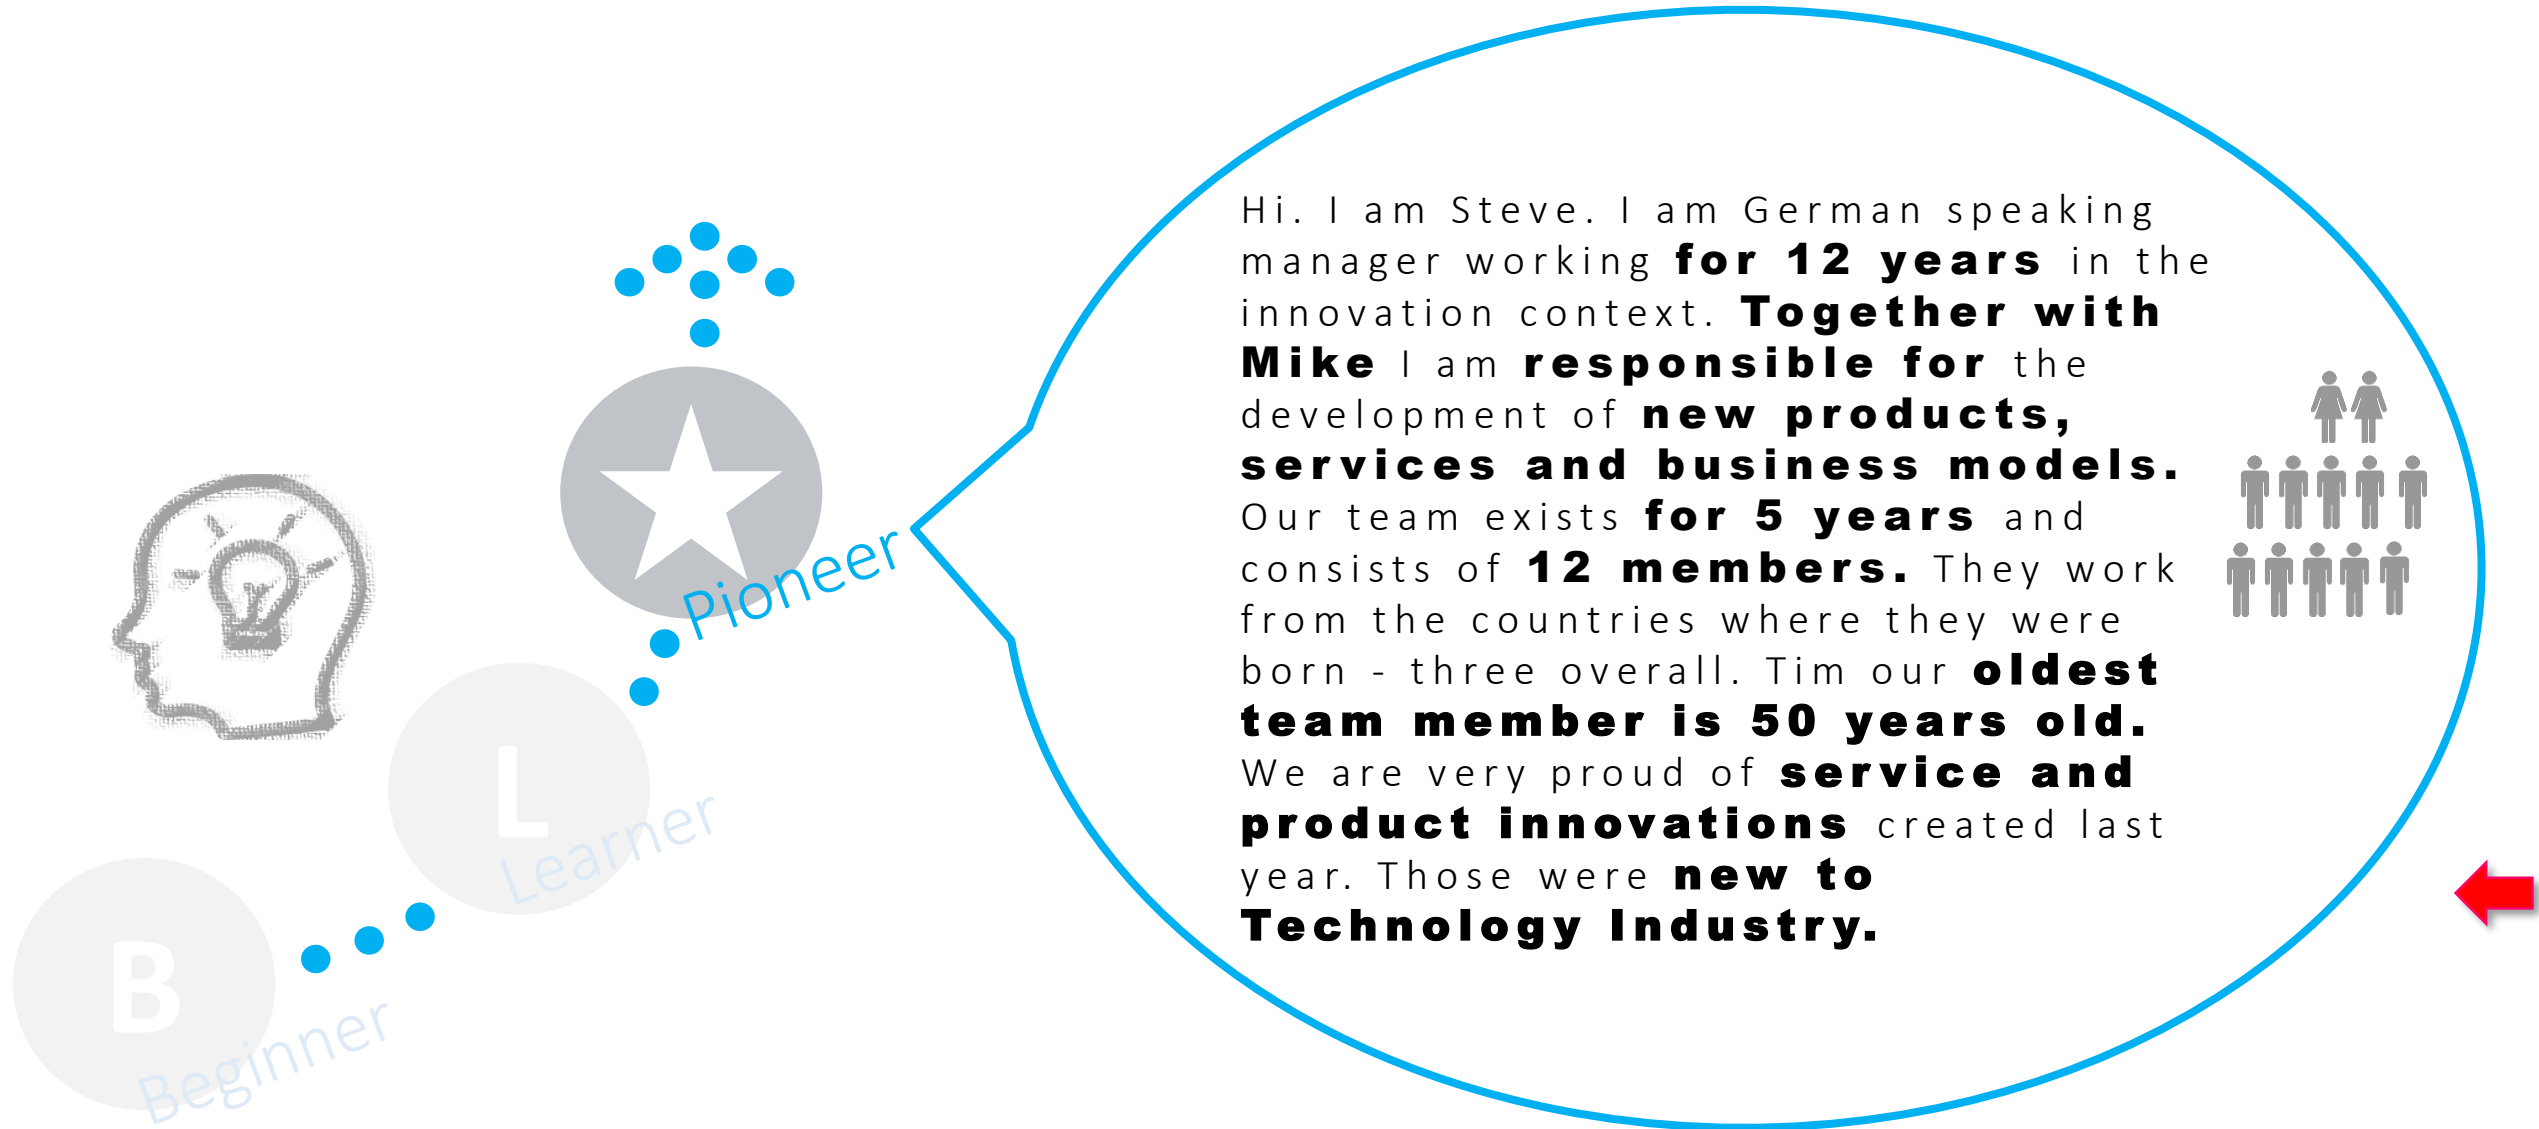 Hi. I am Steve. I am German speaking
manager working for 12 years in the
innovation context. Together with
Mike I am responsible for the
development of new products,
services and business models.
Our team exists for 5 years and
consists of 12 members. They work
from the countries where they were
born - three overall. Tim our oldest
team member is 50 years old.
We are very proud of service and
product innovations created last
year. Those were new to
Technology Industry.
Pioneer
L
Learner
B
Beginner